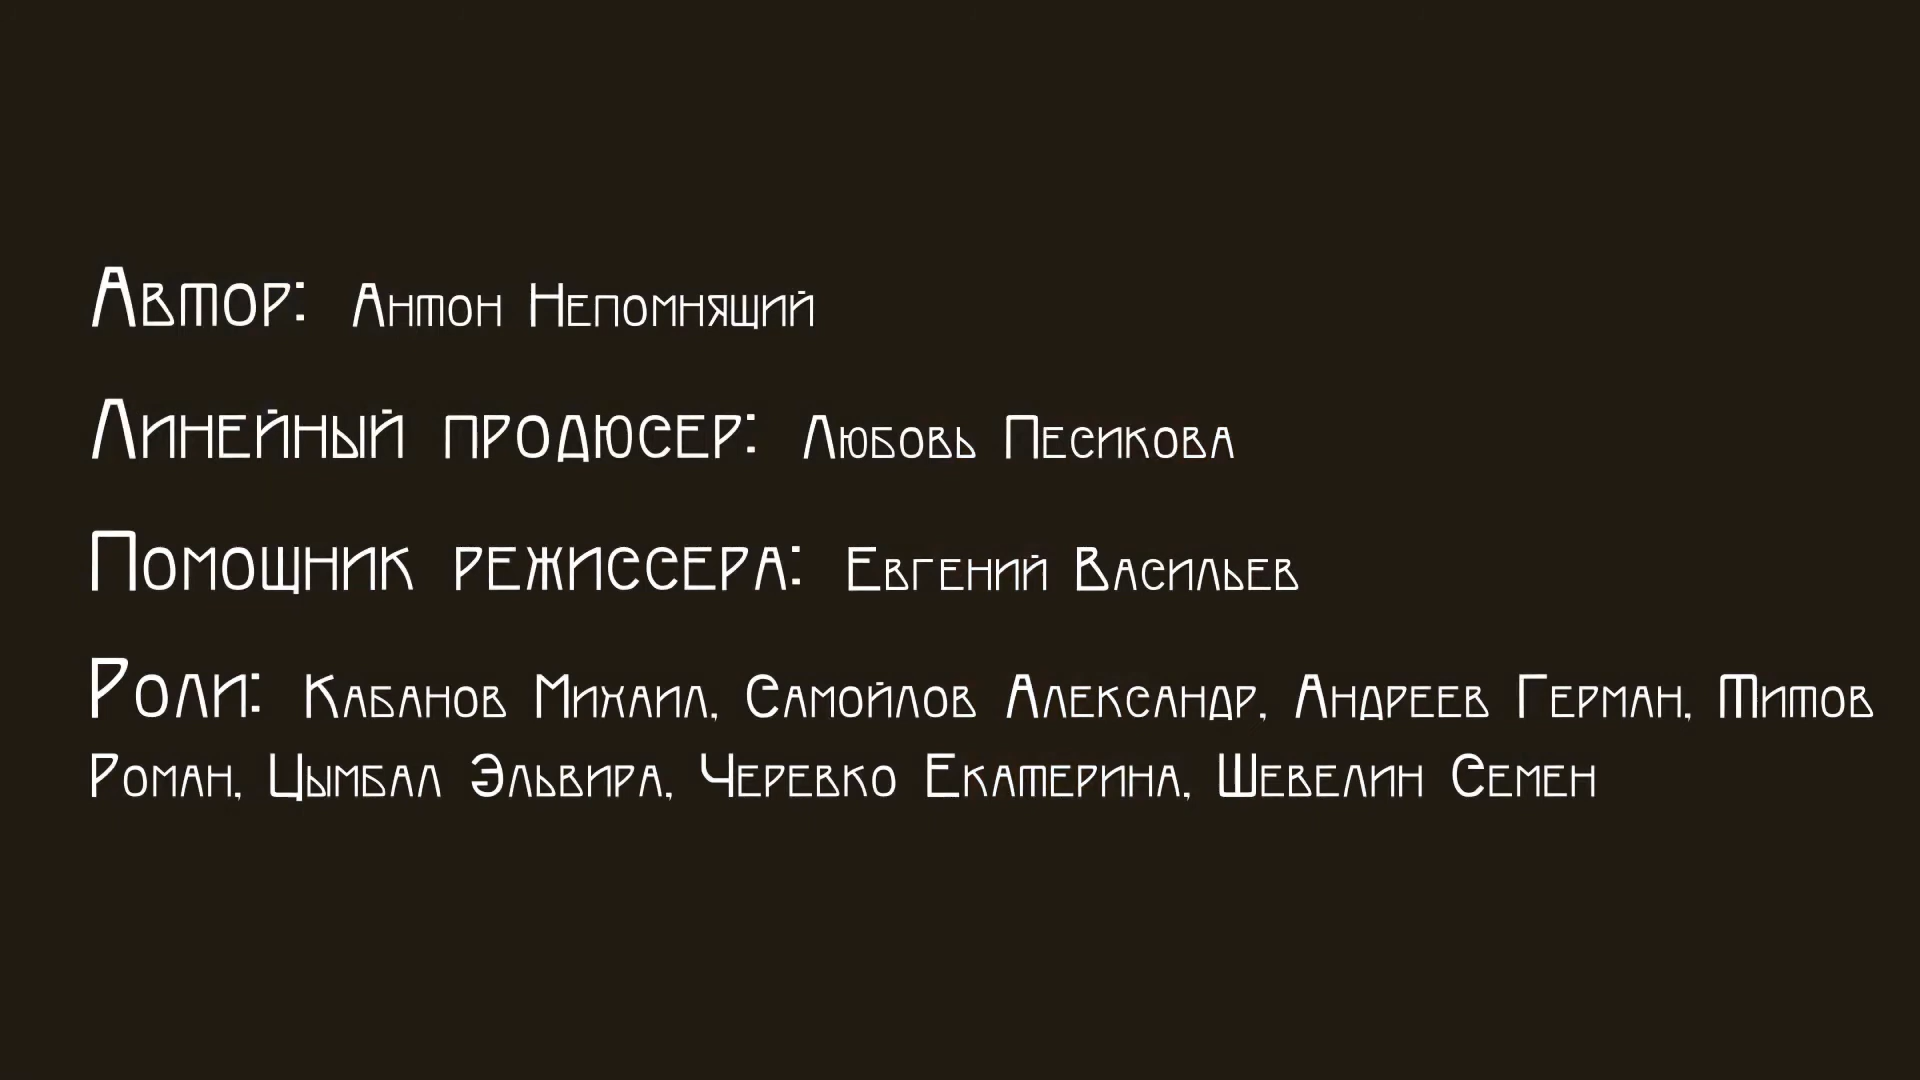 Автор: Антон Непомнящий
Линейный продюсер: Любовь Песикова
Помощник режиссера: Евгений Васильев
Роли: Кабанов Михаил, Самойлов Александр, Андреев Герман, Титов
Роман, Цымбал Эльвира, Черевко Екатерина, Шевелин Семен